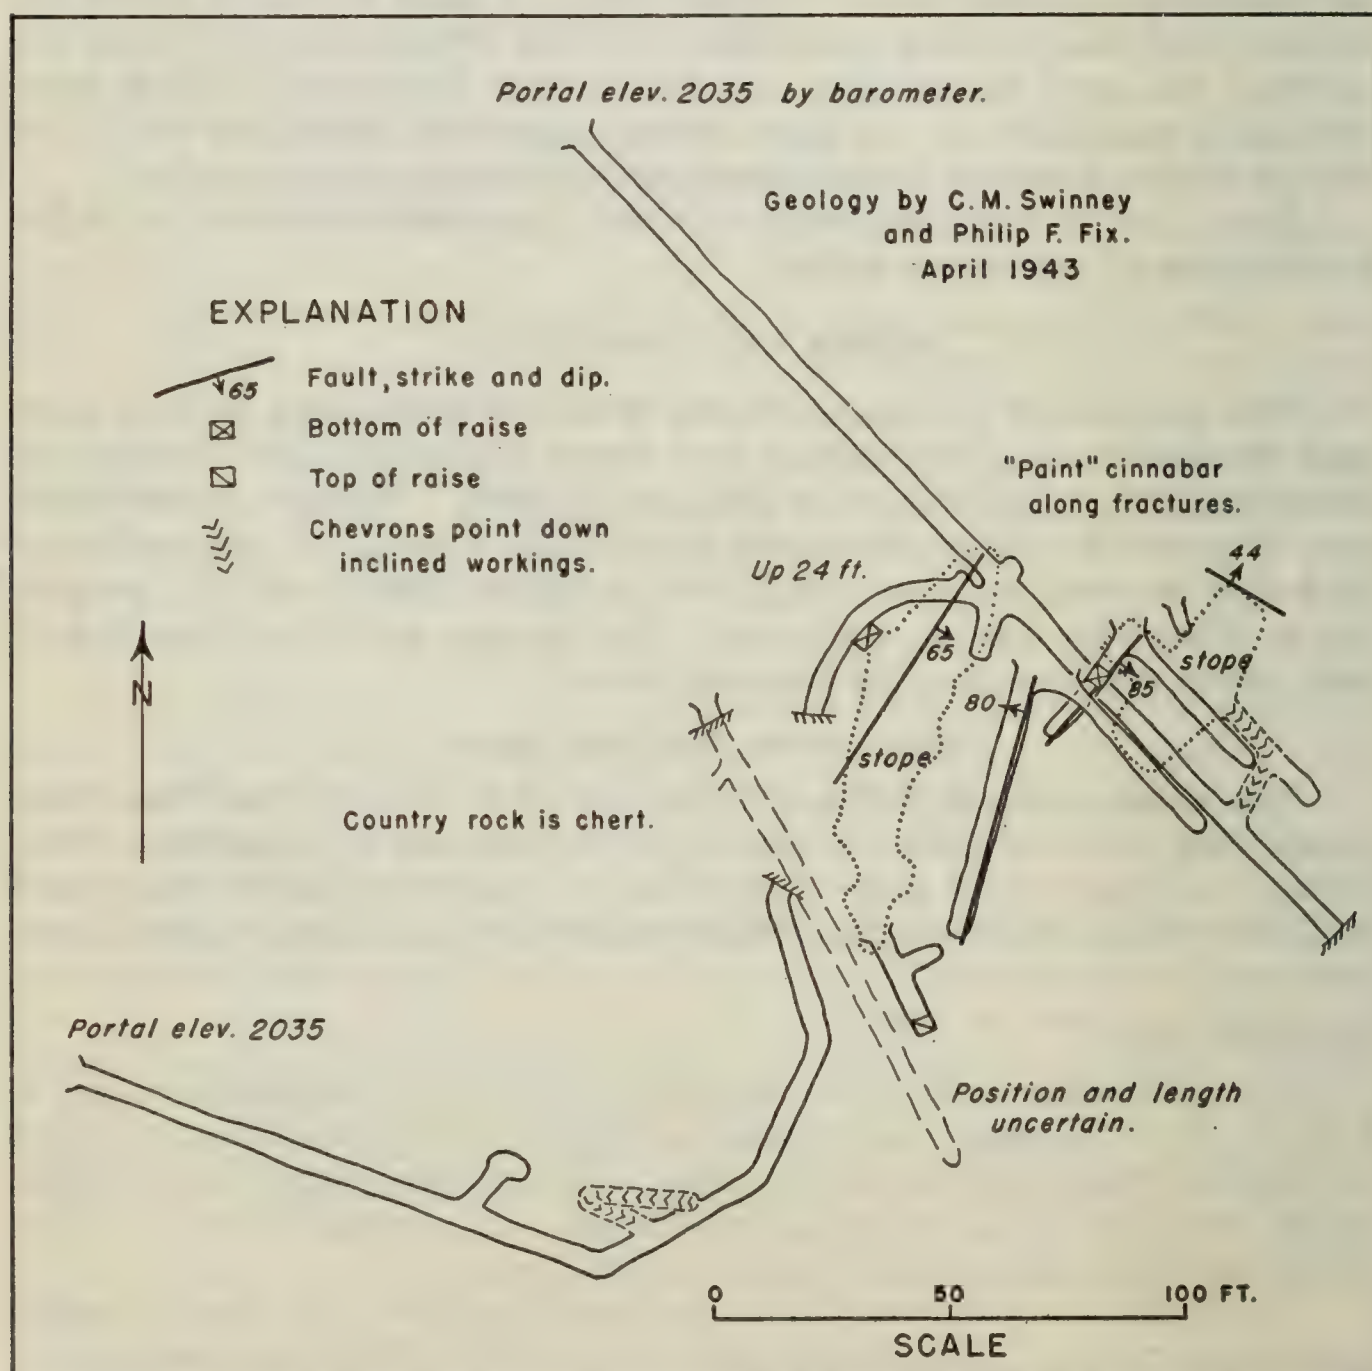 Portal elev. 2035 by barometer.
Geology by C.M. Swinney
and Philip F. Fix.
April 1943
EXPLANATION
65
Fault, strike and dip.
Bottom of raise
Top of raise
Chevrons point down
inclined workings.
"Paint" cinnabar
along fractures.
44
Up 24 ft.
65
stope
85
80
stope
N
Country rock is chert.
Portal elev. 2035
Position and length
uncertain.
0 50 100 FT.
SCALE